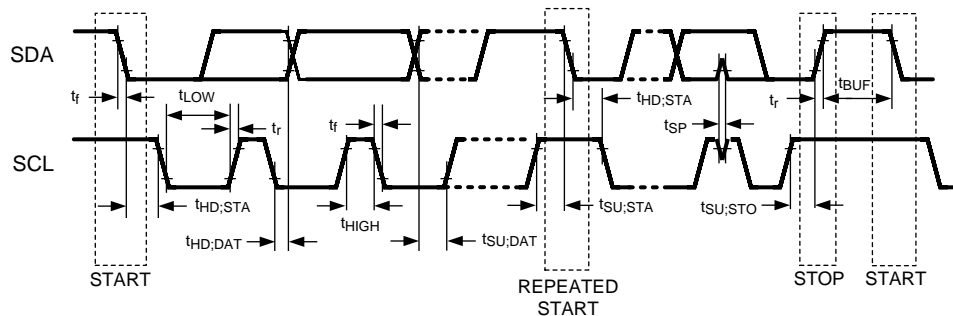 SDA
t_f
t_LOW
t_r
t_f
t_HD;STA
t_SP
t_r
t_BUF
SCL
t_HD;STA
t_HD;DAT
t_HIGH
t_SU;DAT
t_SU;STA
t_SU;STO
START
REPEATED
START
STOP
START